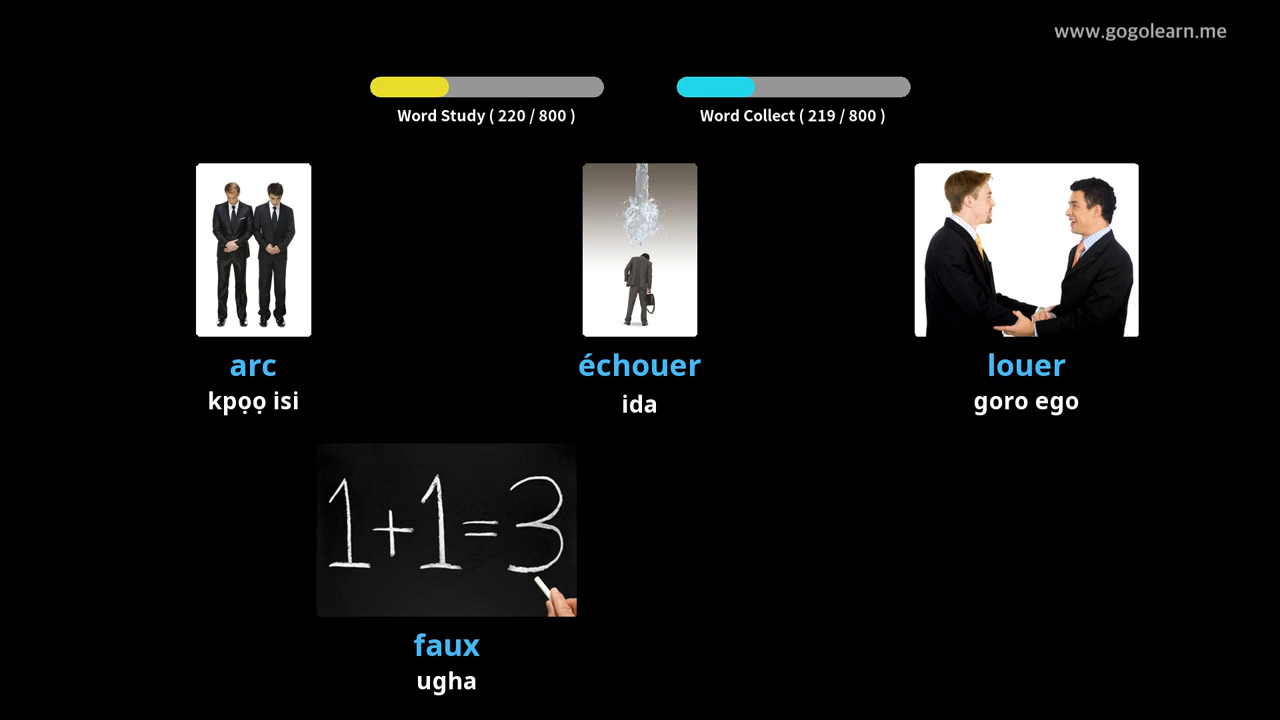 www.gogolearn.me
Word Study ( 220 / 800 )
Word Collect ( 219 / 800 )
arc
kpọọ isi
échouer
ida
louer
goro ego
1+1=3
faux
ugha